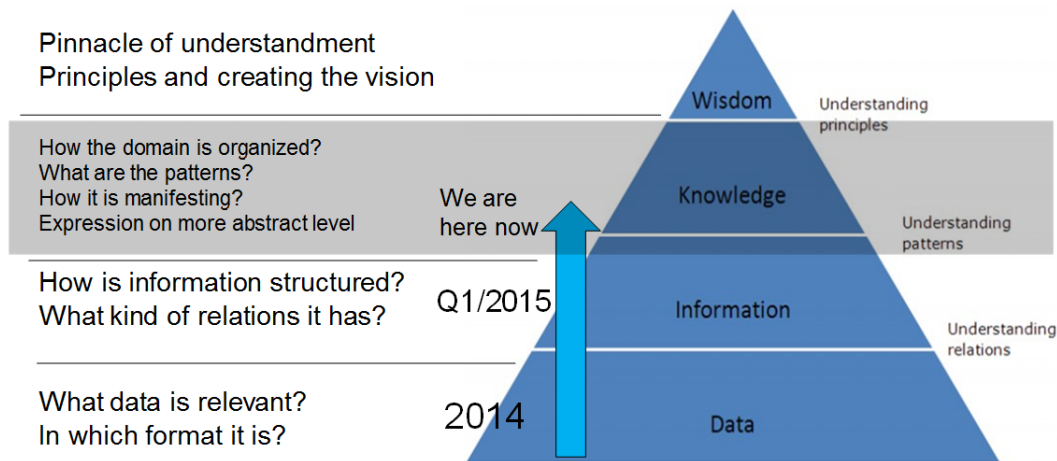 Pinnacle of understandment
Principles and creating the vision
Wisdom
Understanding
principles
How the domain is organized?
What are the patterns?
How it is manifesting?
Expression on more abstract level
We are
here now
Knowledge
Understanding
patterns
How is information structured?
What kind of relations it has?
Q1/2015
Information
Understanding
relations
What data is relevant?
In which format it is?
2014
Data